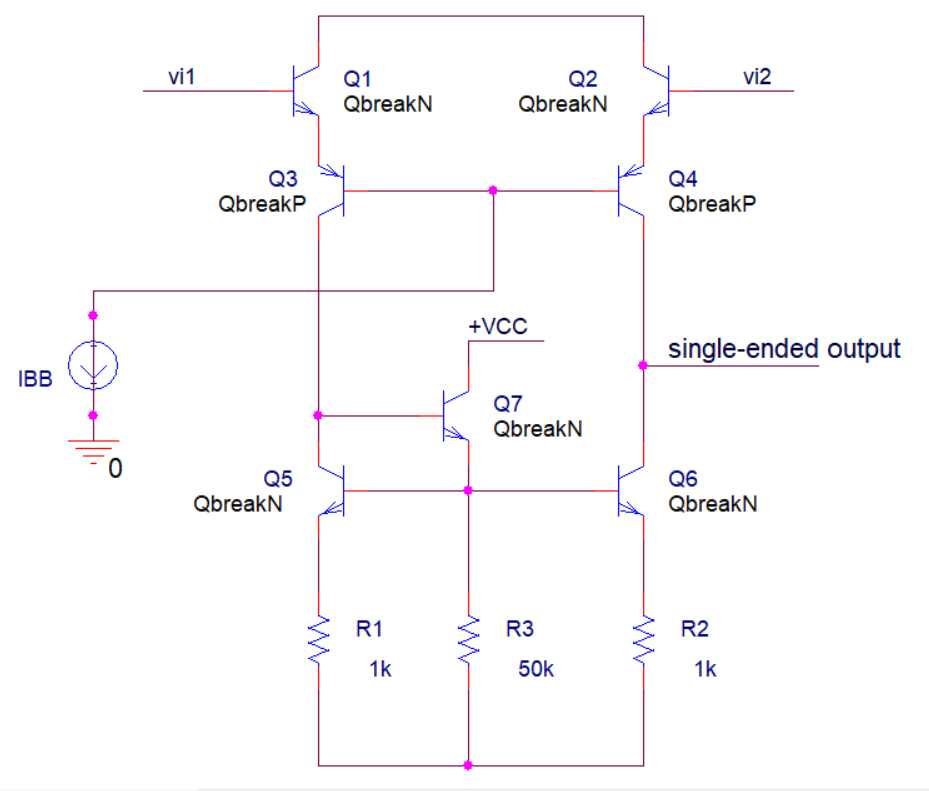 vi1
Q1
QbreakN
Q2
QbreakN
vi2
Q3
QbreakP
Q4
QbreakP
+VCC
single-ended output
IBB
0
Q7
QbreakN
Q5
QbreakN
Q6
QbreakN
R1
1k
R3
50k
R2
1k